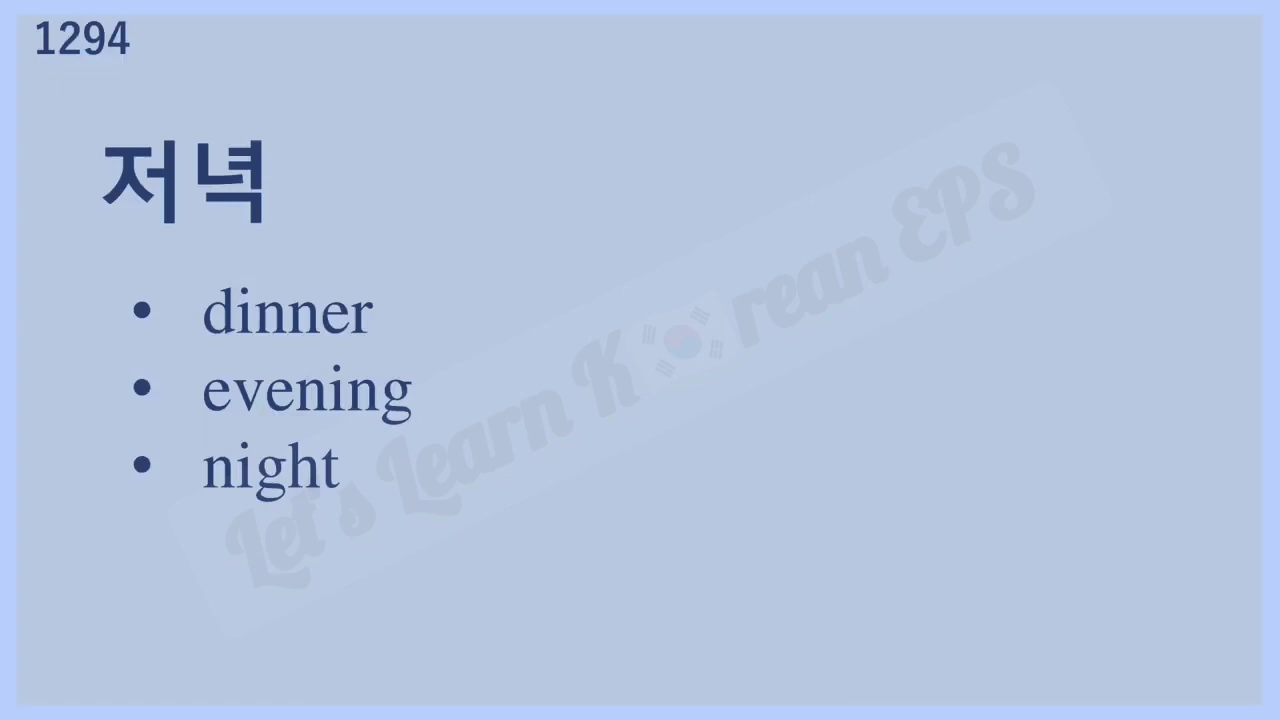 1294
저녁
• dinner
• evening
• night
Let's Learn Korean EPS